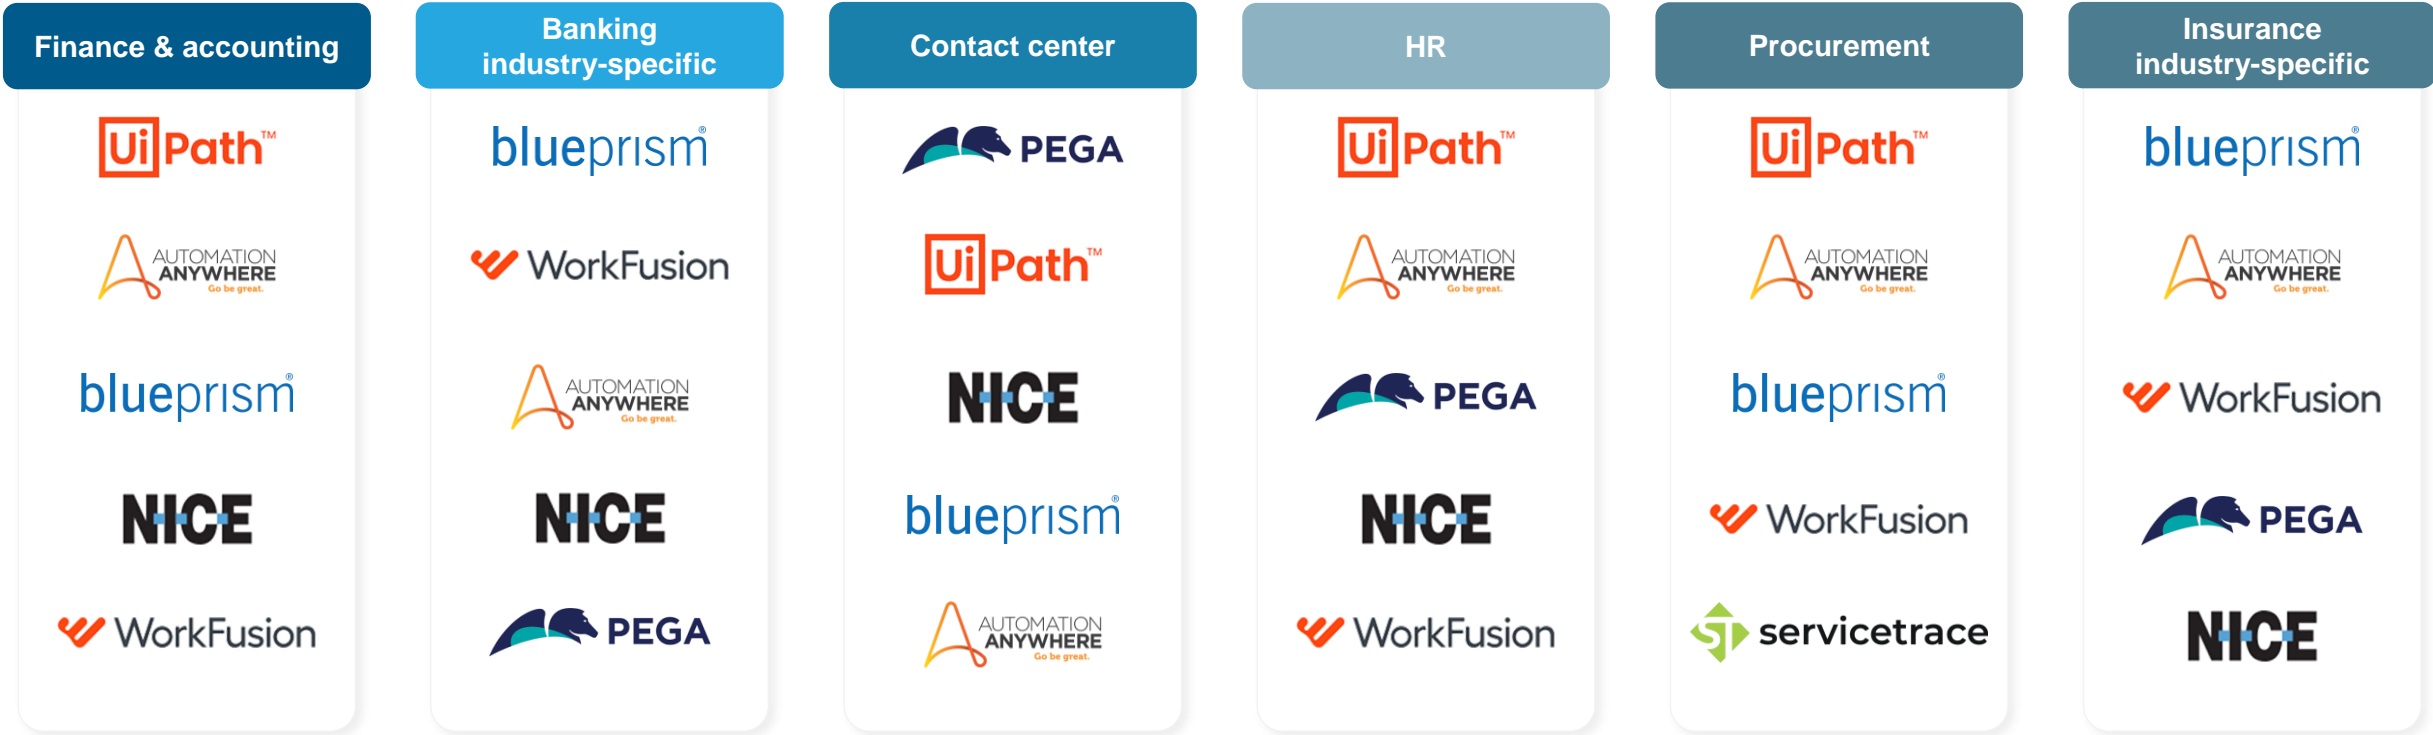 Finance & accounting
UiPath™
AUTOMATION
ANYWHERE
Go be great.
blueprism®
NICE
WorkFusion
Banking
industry-specific
blueprism®
WorkFusion
AUTOMATION
ANYWHERE
Go be great.
NICE
PEGA
Contact center
PEGA
UiPath™
NICE
blueprism®
AUTOMATION
ANYWHERE
Go be great.
HR
UiPath™
AUTOMATION
ANYWHERE
Go be great.
PEGA
NICE
WorkFusion
Procurement
UiPath™
AUTOMATION
ANYWHERE
Go be great.
blueprism®
WorkFusion
ST servicetrace
Insurance
industry-specific
blueprism®
AUTOMATION
ANYWHERE
Go be great.
WorkFusion
PEGA
NICE